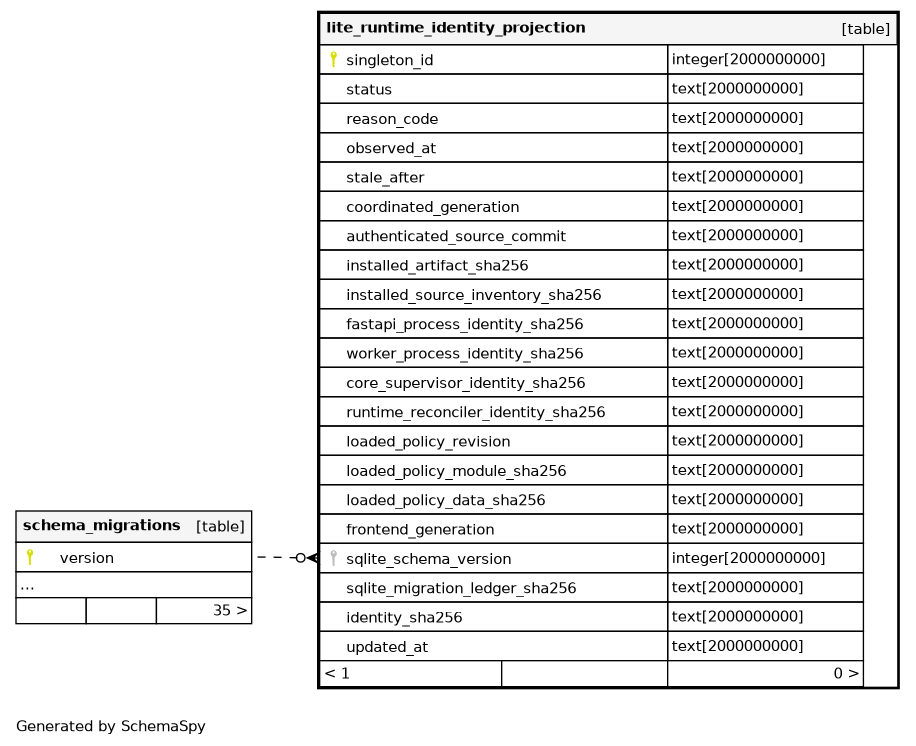 lite_runtime_identity_projection [table]
singleton_id integer[2000000000]
status text[2000000000]
reason_code text[2000000000]
observed_at text[2000000000]
stale_after text[2000000000]
coordinated_generation text[2000000000]
authenticated_source_commit text[2000000000]
installed_artifact_sha256 text[2000000000]
installed_source_inventory_sha256 text[2000000000]
fastapi_process_identity_sha256 text[2000000000]
worker_process_identity_sha256 text[2000000000]
core_supervisor_identity_sha256 text[2000000000]
runtime_reconciler_identity_sha256 text[2000000000]
loaded_policy_revision text[2000000000]
loaded_policy_module_sha256 text[2000000000]
loaded_policy_data_sha256 text[2000000000]
frontend_generation text[2000000000]
sqlite_schema_version integer[2000000000]
sqlite_migration_ledger_sha256 text[2000000000]
identity_sha256 text[2000000000]
updated_at text[2000000000]
< 1 0 >
schema_migrations [table]
version
...
35 >
Generated by SchemaSpy